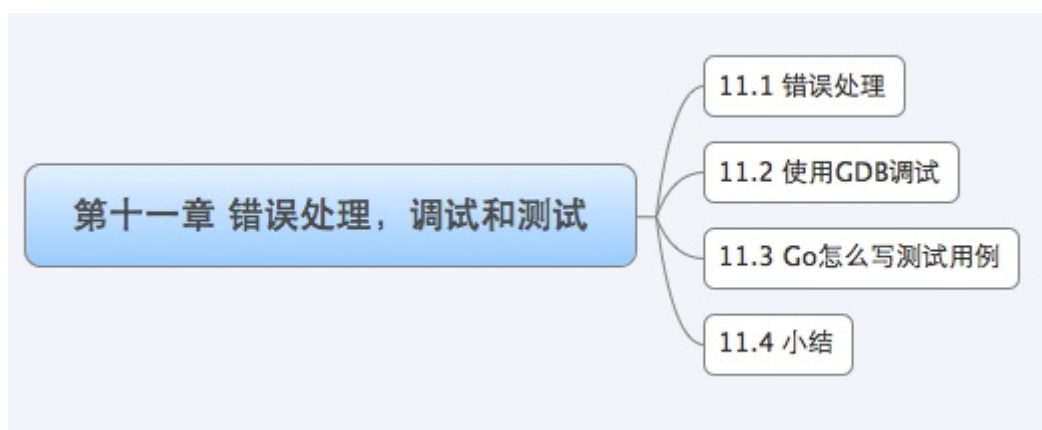 第十一章 错误处理，调试和测试
11.1 错误处理
11.2 使用GDB调试
11.3 Go怎么写测试用例
11.4 小结